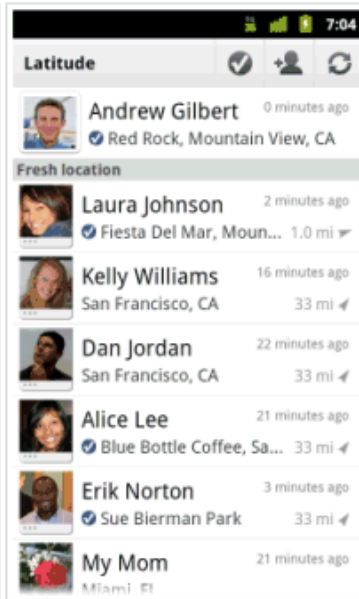 7:04
Latitude
Andrew Gilbert 0 minutes ago
Red Rock, Mountain View, CA
Fresh location
Laura Johnson 2 minutes ago
Fiesta Del Mar, Moun... 1.0 mi
Kelly Williams 16 minutes ago
San Francisco, CA 33 mi
Dan Jordan 22 minutes ago
San Francisco, CA 33 mi
Alice Lee 21 minutes ago
Blue Bottle Coffee, Sa... 33 mi
Erik Norton 3 minutes ago
Sue Bierman Park 33 mi
My Mom 21 minutes ago
Miami, FL